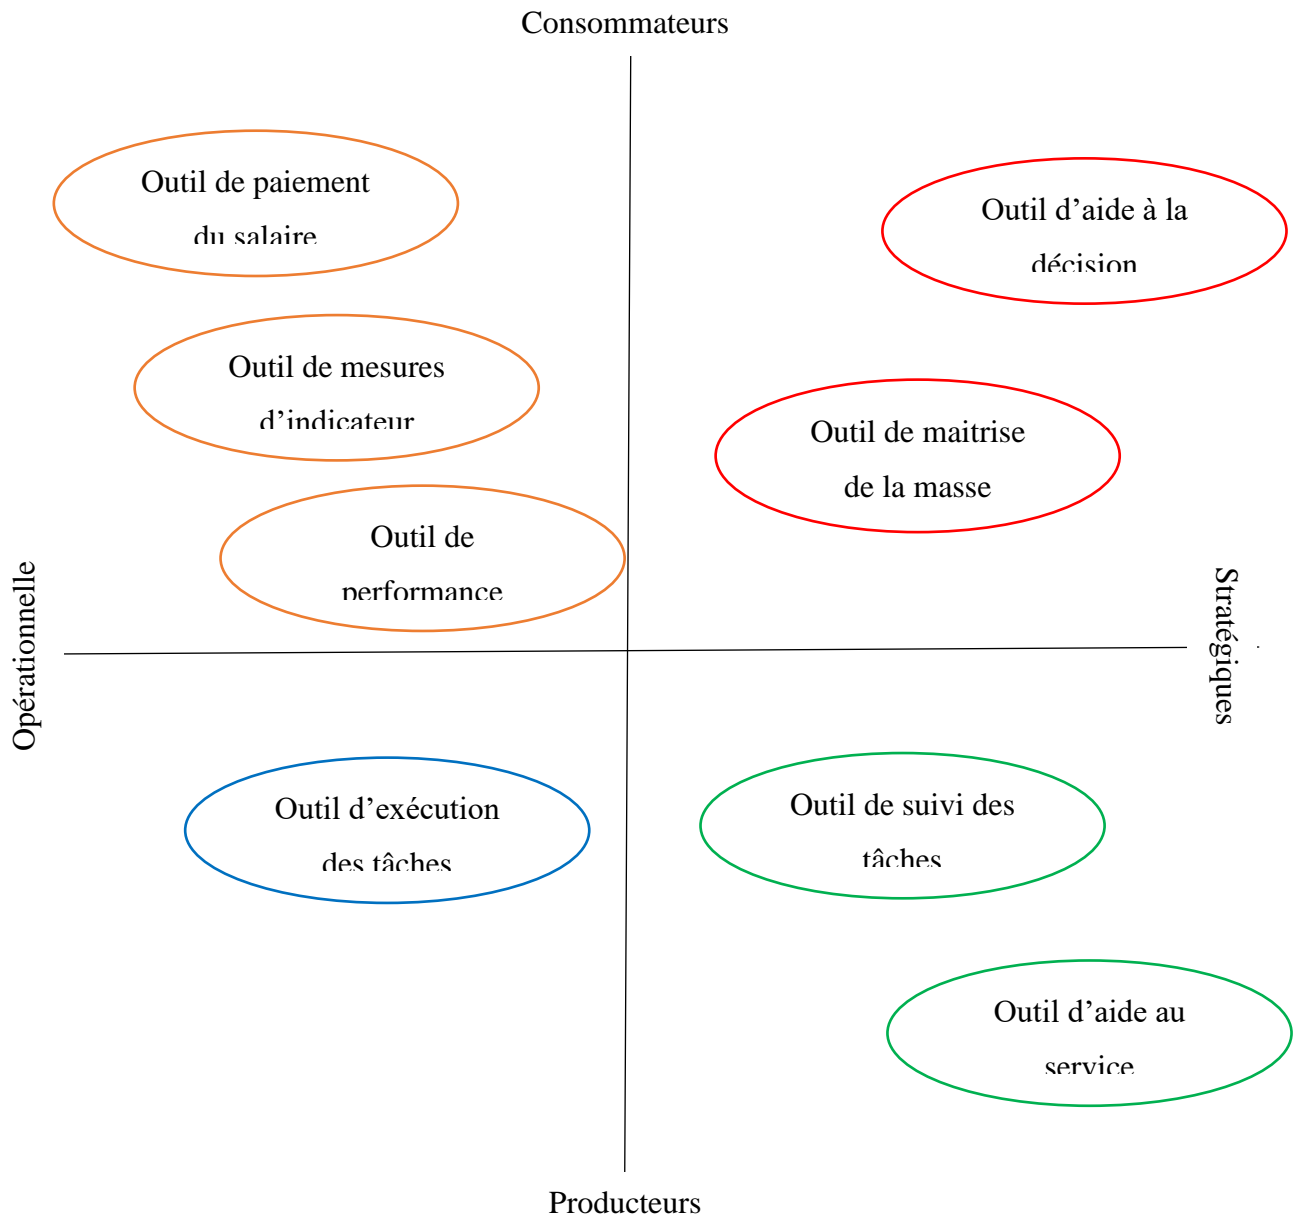 Consommateurs
Outil de paiement
du salaire
Outil d’aide à la
décision
Outil de mesures
d’indicateur
Outil de maitrise
de la masse
Outil de
performance
Opérationnelle
Stratégiques
Outil d’exécution
des tâches
Outil de suivi des
tâches
Outil d’aide au
service
Producteurs